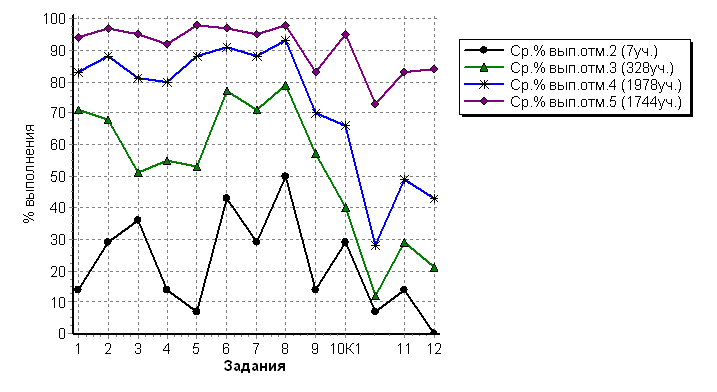 100
90
80
70
60
50
40
30
20
10
0
% выполнения
1 2 3 4 5 6 7 8 9 10К1 11 12
Задания
Ср.% вып.отм.2 (7уч.)
Ср.% вып.отм.3 (328уч.)
Ср.% вып.отм.4 (1978уч.)
Ср.% вып.отм.5 (1744уч.)